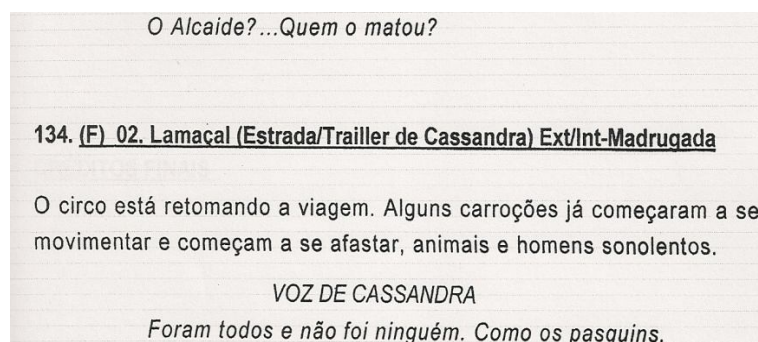 O Alcaide?...Quem o matou?
134. (F) 02. Lamaçal (Estrada/Trailler de Cassandra) Ext/Int-Madrugada
O circo está retomando a viagem. Alguns carroções já começaram a se
movimentar e começam a se afastar, animais e homens sonolentos.
VOZ DE CASSANDRA
Foram todos e não foi ninguém. Como os pasquins.